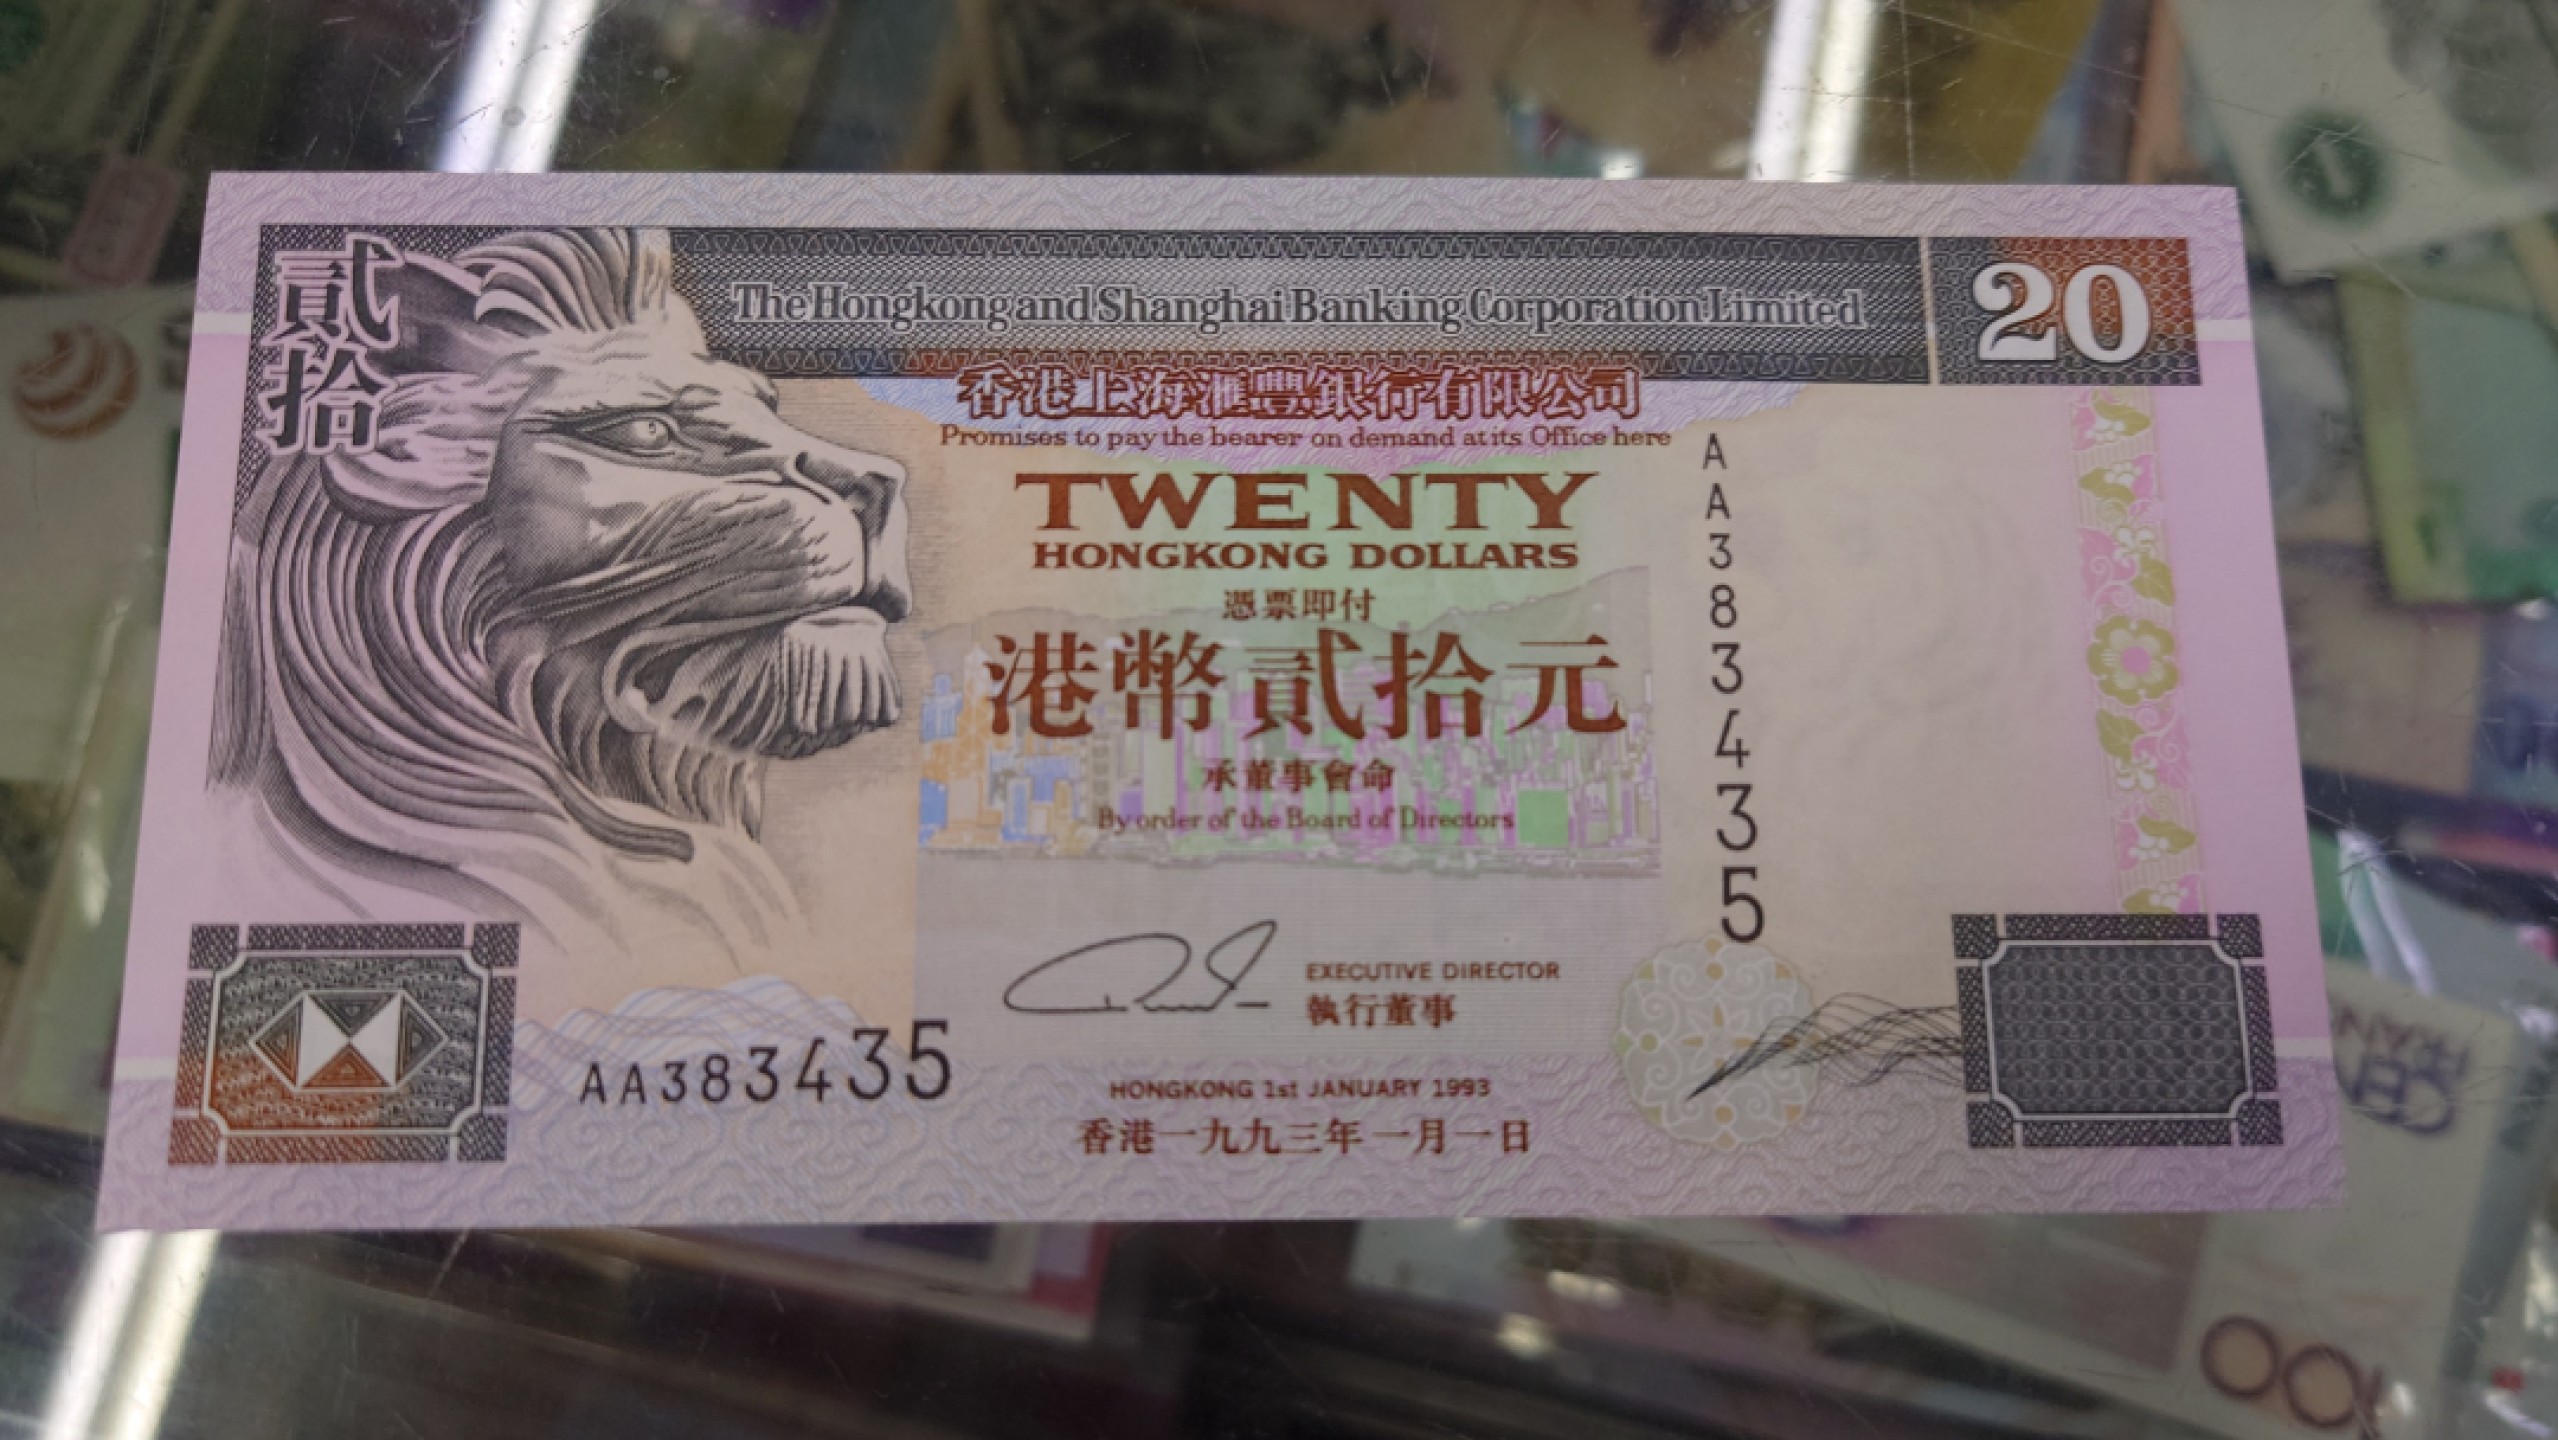 貳拾
The Hongkong and Shanghai Banking Corporation Limited
20
香港上海滙豐銀行有限公司
Promises to pay the bearer on demand at its Office here
TWENTY
HONGKONG DOLLARS
憑票即付
港幣貳拾元
承董事會命
By order of the Board of Directors
AA383435
EXECUTIVE DIRECTOR
執行董事
AA383435
HONGKONG 1st JANUARY 1993
香港一九九三年一月一日